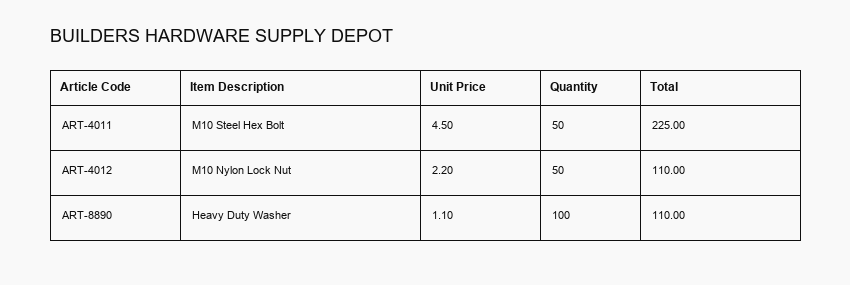 BUILDERS HARDWARE SUPPLY DEPOT
Article Code Item Description Unit Price Quantity Total
ART-4011 M10 Steel Hex Bolt 4.50 50 225.00
ART-4012 M10 Nylon Lock Nut 2.20 50 110.00
ART-8890 Heavy Duty Washer 1.10 100 110.00